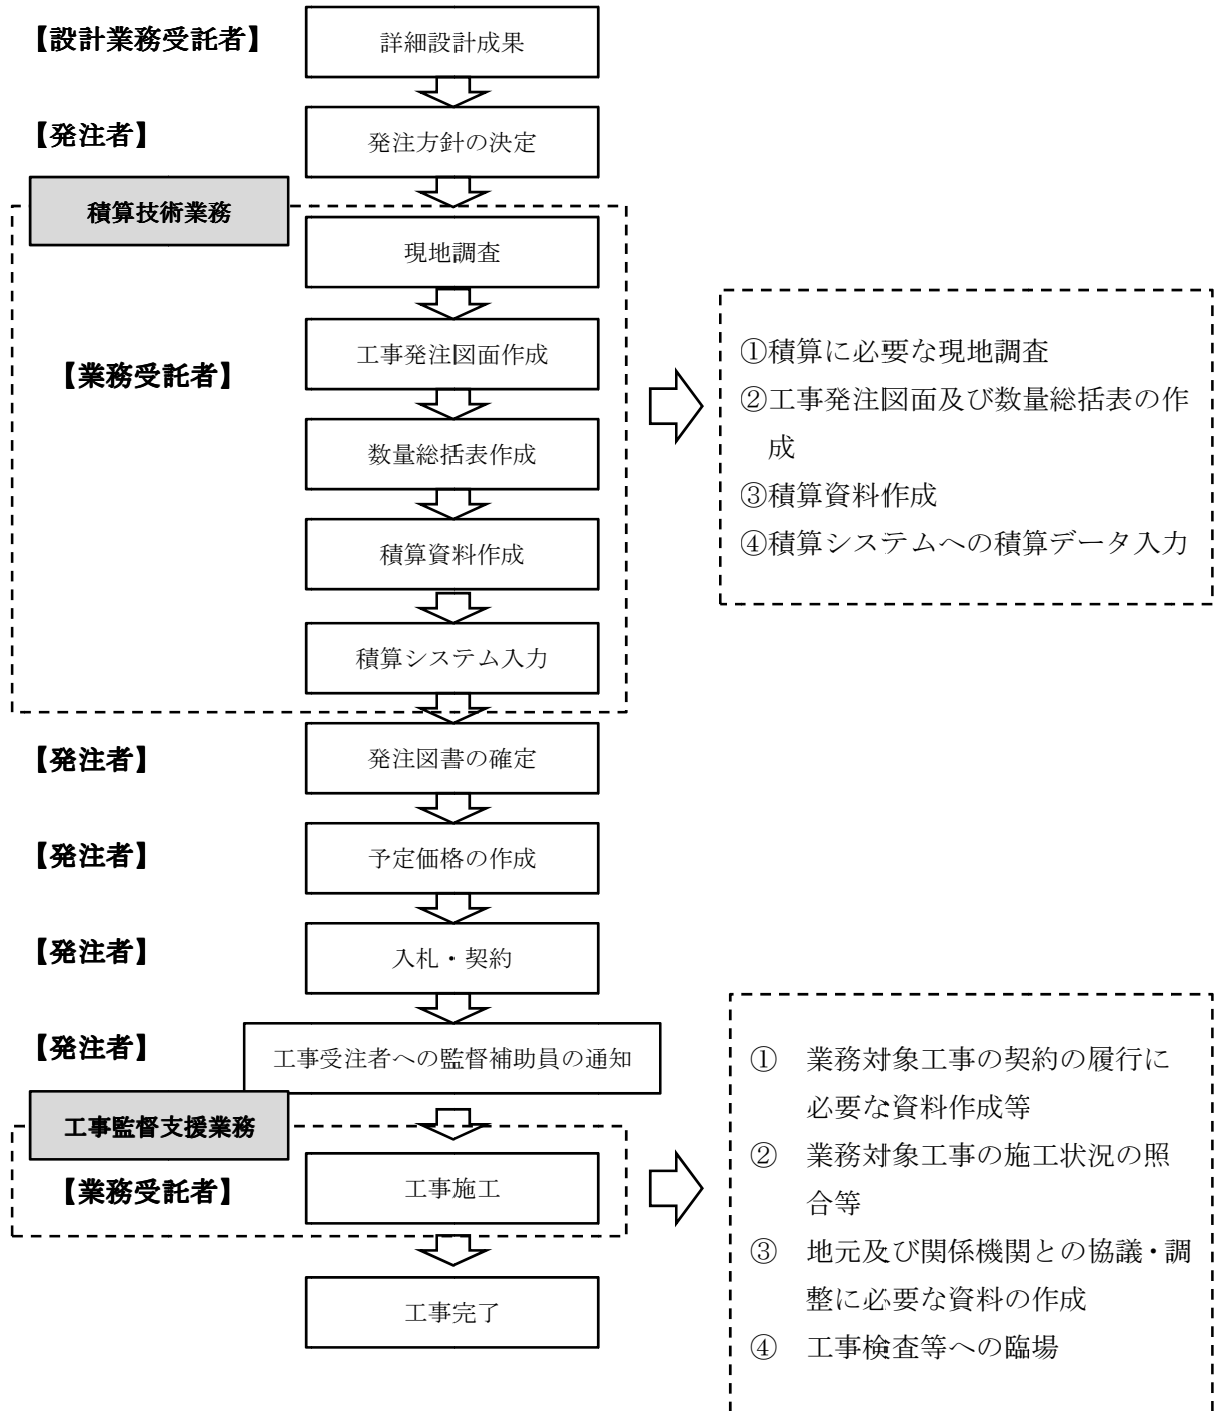 【設計業務受託者】
詳細設計成果
【発注者】
発注方針の決定
積算技術業務
現地調査
【業務受託者】
工事発注図面作成
数量総括表作成
積算資料作成
積算システム入力
①積算に必要な現地調査
②工事発注図面及び数量総括表の作
成
③積算資料作成
④積算システムへの積算データ入力
【発注者】
発注図書の確定
【発注者】
予定価格の作成
【発注者】
入札・契約
【発注者】
工事受注者への監督補助員の通知
工事監督支援業務
【業務受託者】
工事施工
工事完了
① 業務対象工事の契約の履行に
必要な資料作成等
② 業務対象工事の施工状況の照
合等
③ 地元及び関係機関との協議・調
整に必要な資料の作成
④ 工事検査等への臨場